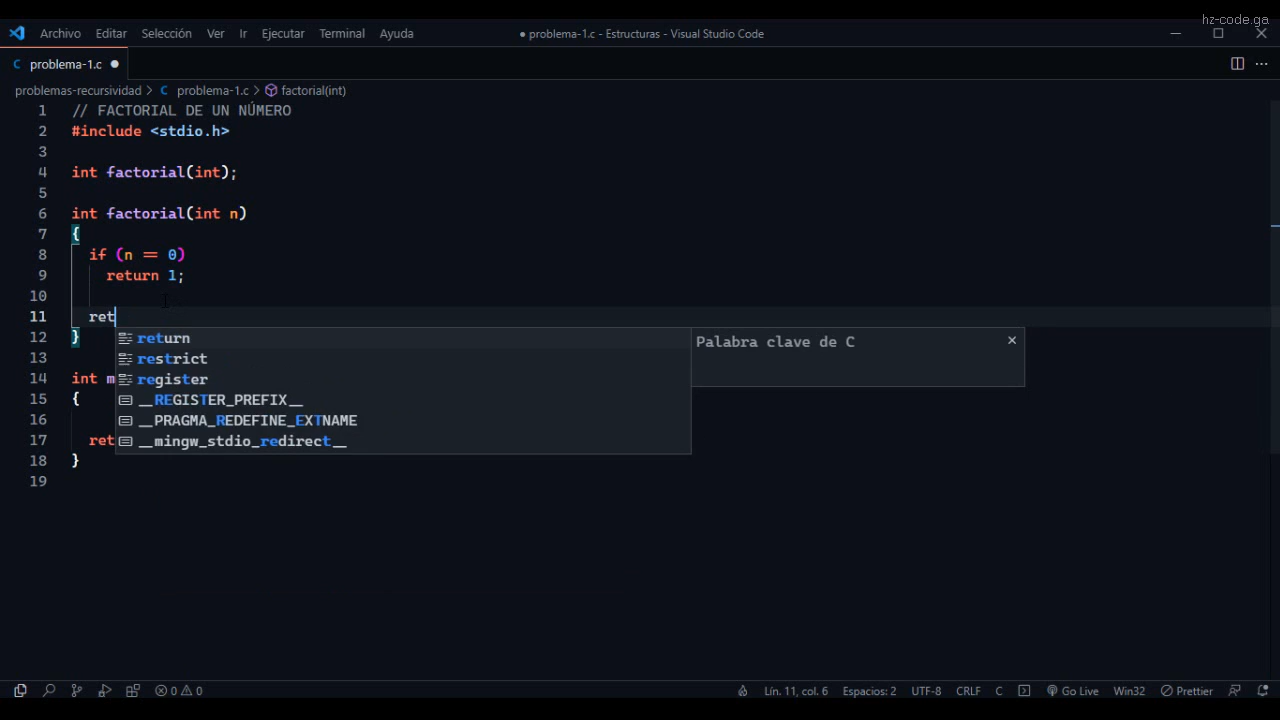 hz-code.ga
Archivo Editar Selección Ver Ir Ejecutar Terminal Ayuda
● problema-1.c - Estructuras - Visual Studio Code
C problema-1.c ●
problemas-recursividad > C problema-1.c > factorial(int)
1 // FACTORIAL DE UN NÚMERO
2 #include <stdio.h>
3
4 int factorial(int);
5
6 int factorial(int n)
7 {
8 if (n == 0)
9 return 1;
10
11 ret
return
Palabra clave de C
restrict
register
__REGISTER_PREFIX__
__PRAGMA_REDEFINE_EXTNAME
__mingw_stdio_redirect__
12 }
13
14 int m
15 {
16
17 ret
18 }
19
0 0
Lín. 11, col. 6 Espacios: 2 UTF-8 CRLF C Go Live Win32 Prettier